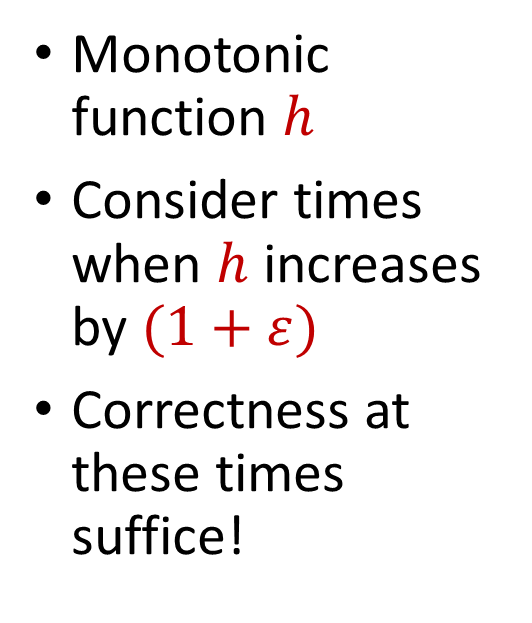 • Monotonic
function h
• Consider times
when h increases
by (1 + ε)
• Correctness at
these times
suffice!